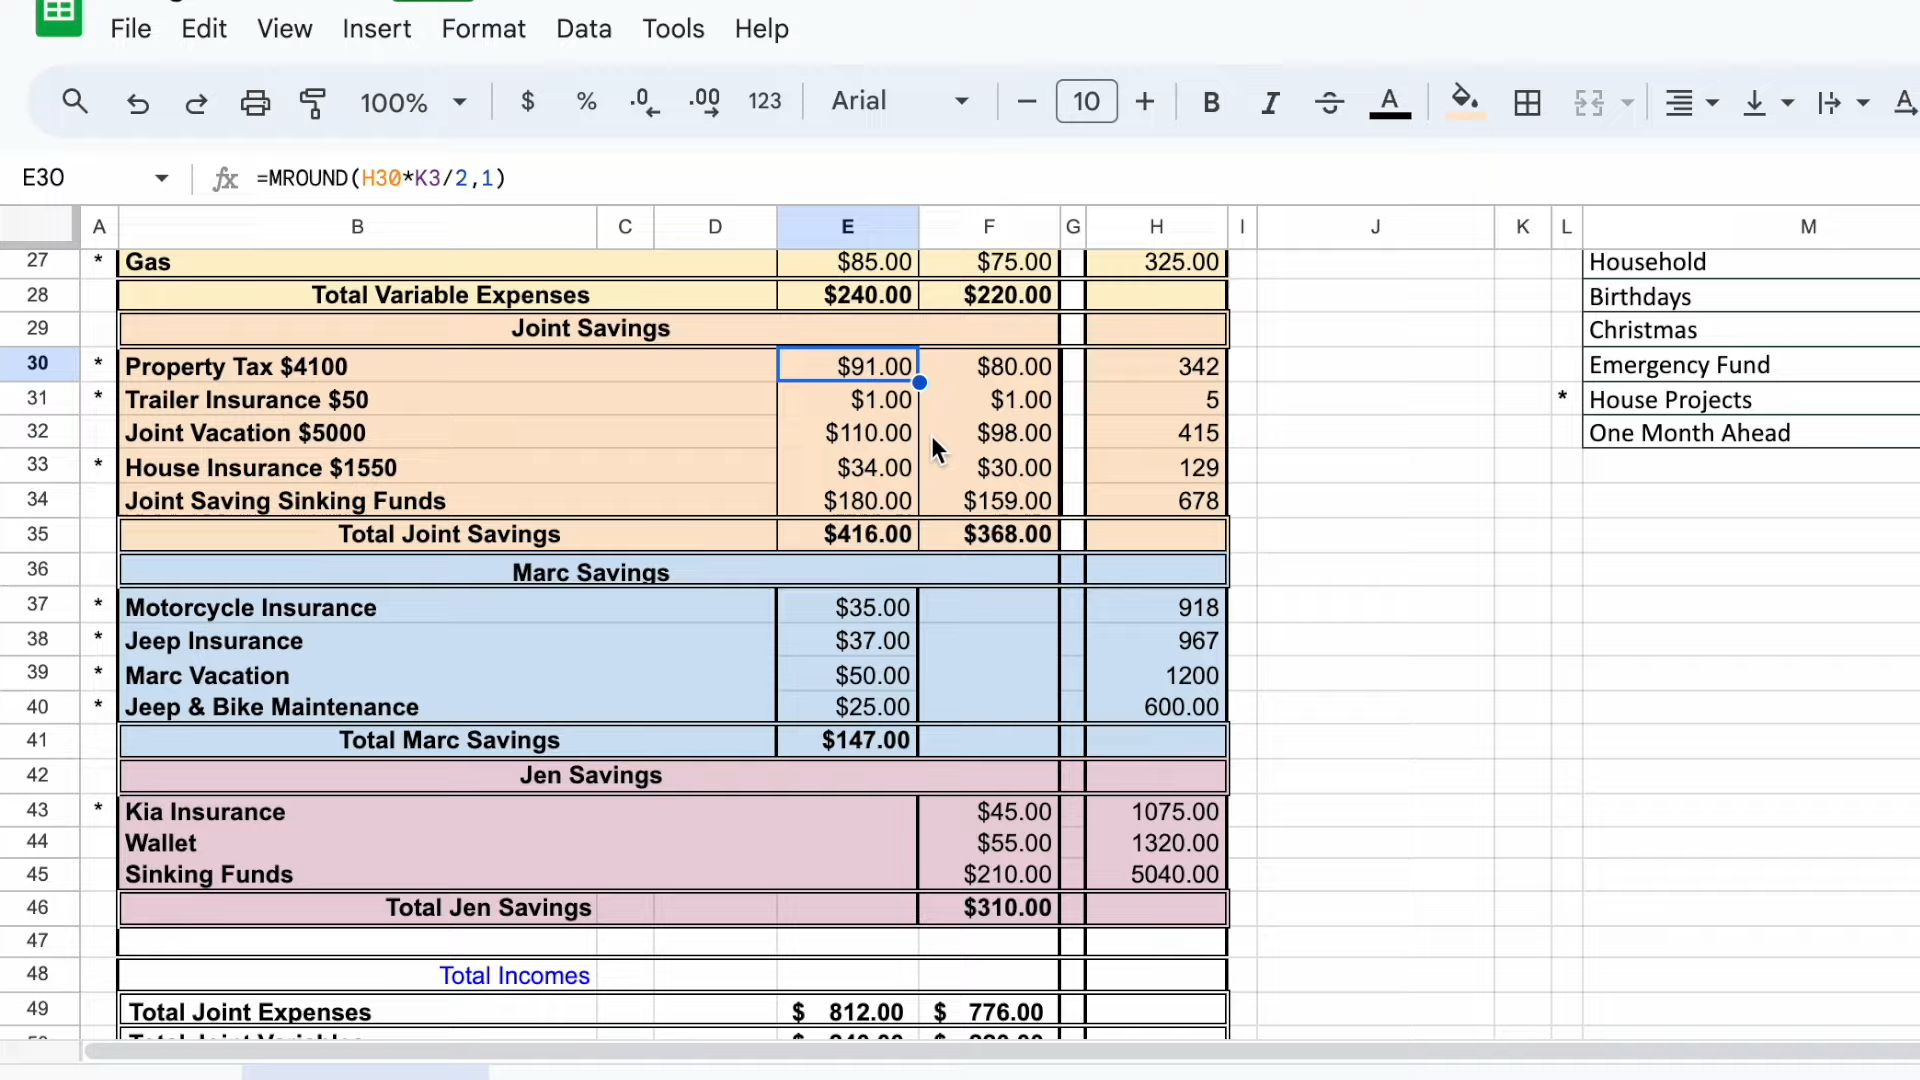 File Edit View Insert Format Data Tools Help
100% $ % .0 .00 123 Arial 10 B I A A
E30 fx =MROUND(H30*K3/2,1)
A B C D E F G H I J K L M
27 * Gas $85.00 $75.00 325.00 Household
28 Total Variable Expenses $240.00 $220.00 Birthdays
29 Joint Savings Christmas
30 * Property Tax $4100 $91.00 $80.00 342 Emergency Fund
31 * Trailer Insurance $50 $1.00 $1.00 5 * House Projects
32 Joint Vacation $5000 $110.00 $98.00 415 One Month Ahead
33 * House Insurance $1550 $34.00 $30.00 129
34 Joint Saving Sinking Funds $180.00 $159.00 678
35 Total Joint Savings $416.00 $368.00
36 Marc Savings
37 * Motorcycle Insurance $35.00 918
38 * Jeep Insurance $37.00 967
39 * Marc Vacation $50.00 1200
40 * Jeep & Bike Maintenance $25.00 600.00
41 Total Marc Savings $147.00
42 Jen Savings
43 * Kia Insurance $45.00 1075.00
44 Wallet $55.00 1320.00
45 Sinking Funds $210.00 5040.00
46 Total Jen Savings $310.00
47
48 Total Incomes
49 Total Joint Expenses $ 812.00 $ 776.00